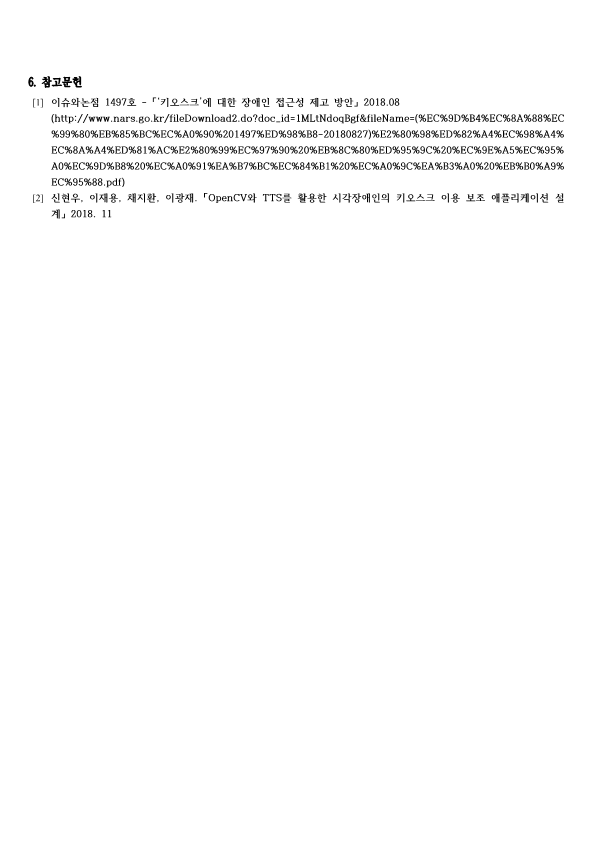 6. 참고문헌
[1] 이슈와논점 1497호 -「'키오스크'에 대한 장애인 접근성 제고 방안」2018.08
(http://www.nars.go.kr/fileDownload2.do?doc_id=1MLtNdoqBgf&fileName=(%EC%9D%B4%EC%8A%88%EC
%99%80%EB%85%BC%EC%A0%90%201497%ED%98%B8-20180827)%E2%80%98%ED%82%A4%EC%98%A4%
EC%8A%A4%ED%81%AC%E2%80%99%EC%97%90%20%EB%8C%80%ED%95%9C%20%EC%9E%A5%EC%95%
A0%EC%9D%B8%20%EC%A0%91%EA%B7%BC%EC%84%B1%20%EC%A0%9C%EA%B3%A0%20%EB%B0%A9%
EC%95%88.pdf)
[2] 신현우, 이재용, 채지환, 이광재.「OpenCV와 TTS를 활용한 시각장애인의 키오스크 이용 보조 애플리케이션 설
계」2018. 11